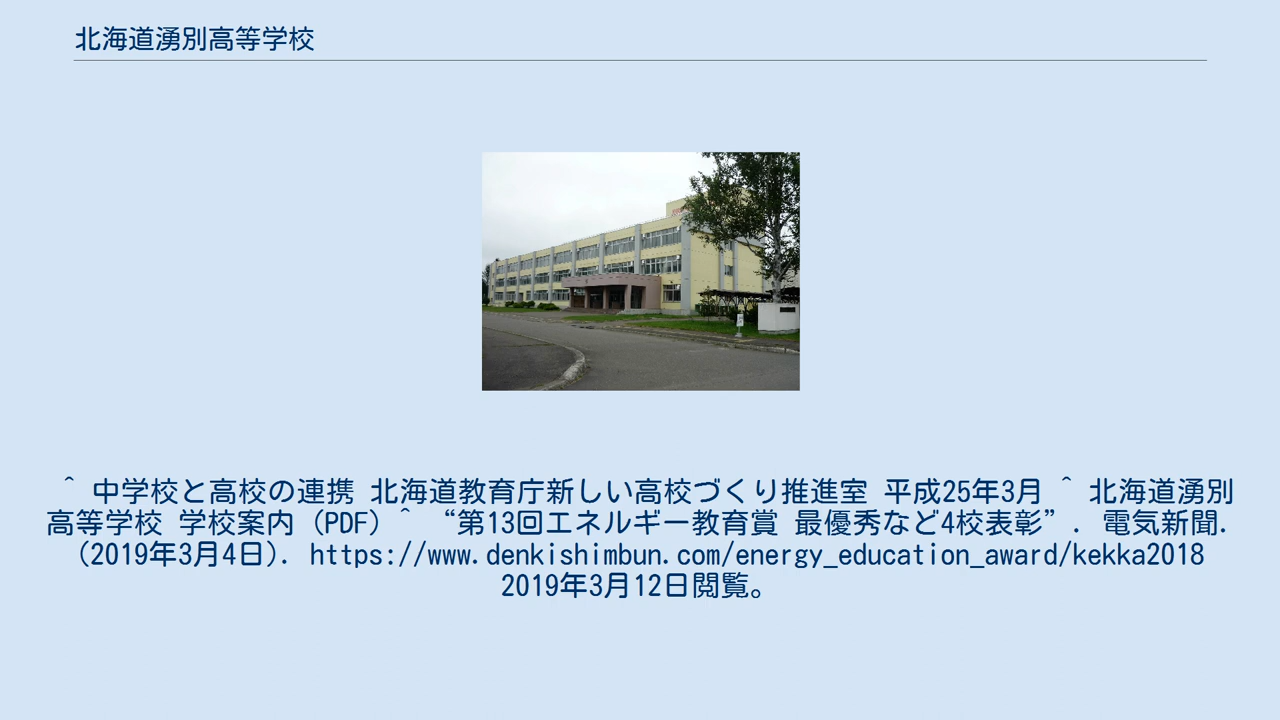 北海道湧別高等学校
^ 中学校と高校の連携 北海道教育庁新しい高校づくり推進室 平成25年3月 ^ 北海道湧別
高等学校 学校案内 (PDF) ^ “第13回エネルギー教育賞 最優秀など4校表彰”. 電気新聞.
(2019年3月4日). https://www.denkishimbun.com/energy_education_award/kekka2018
2019年3月12日閲覧。